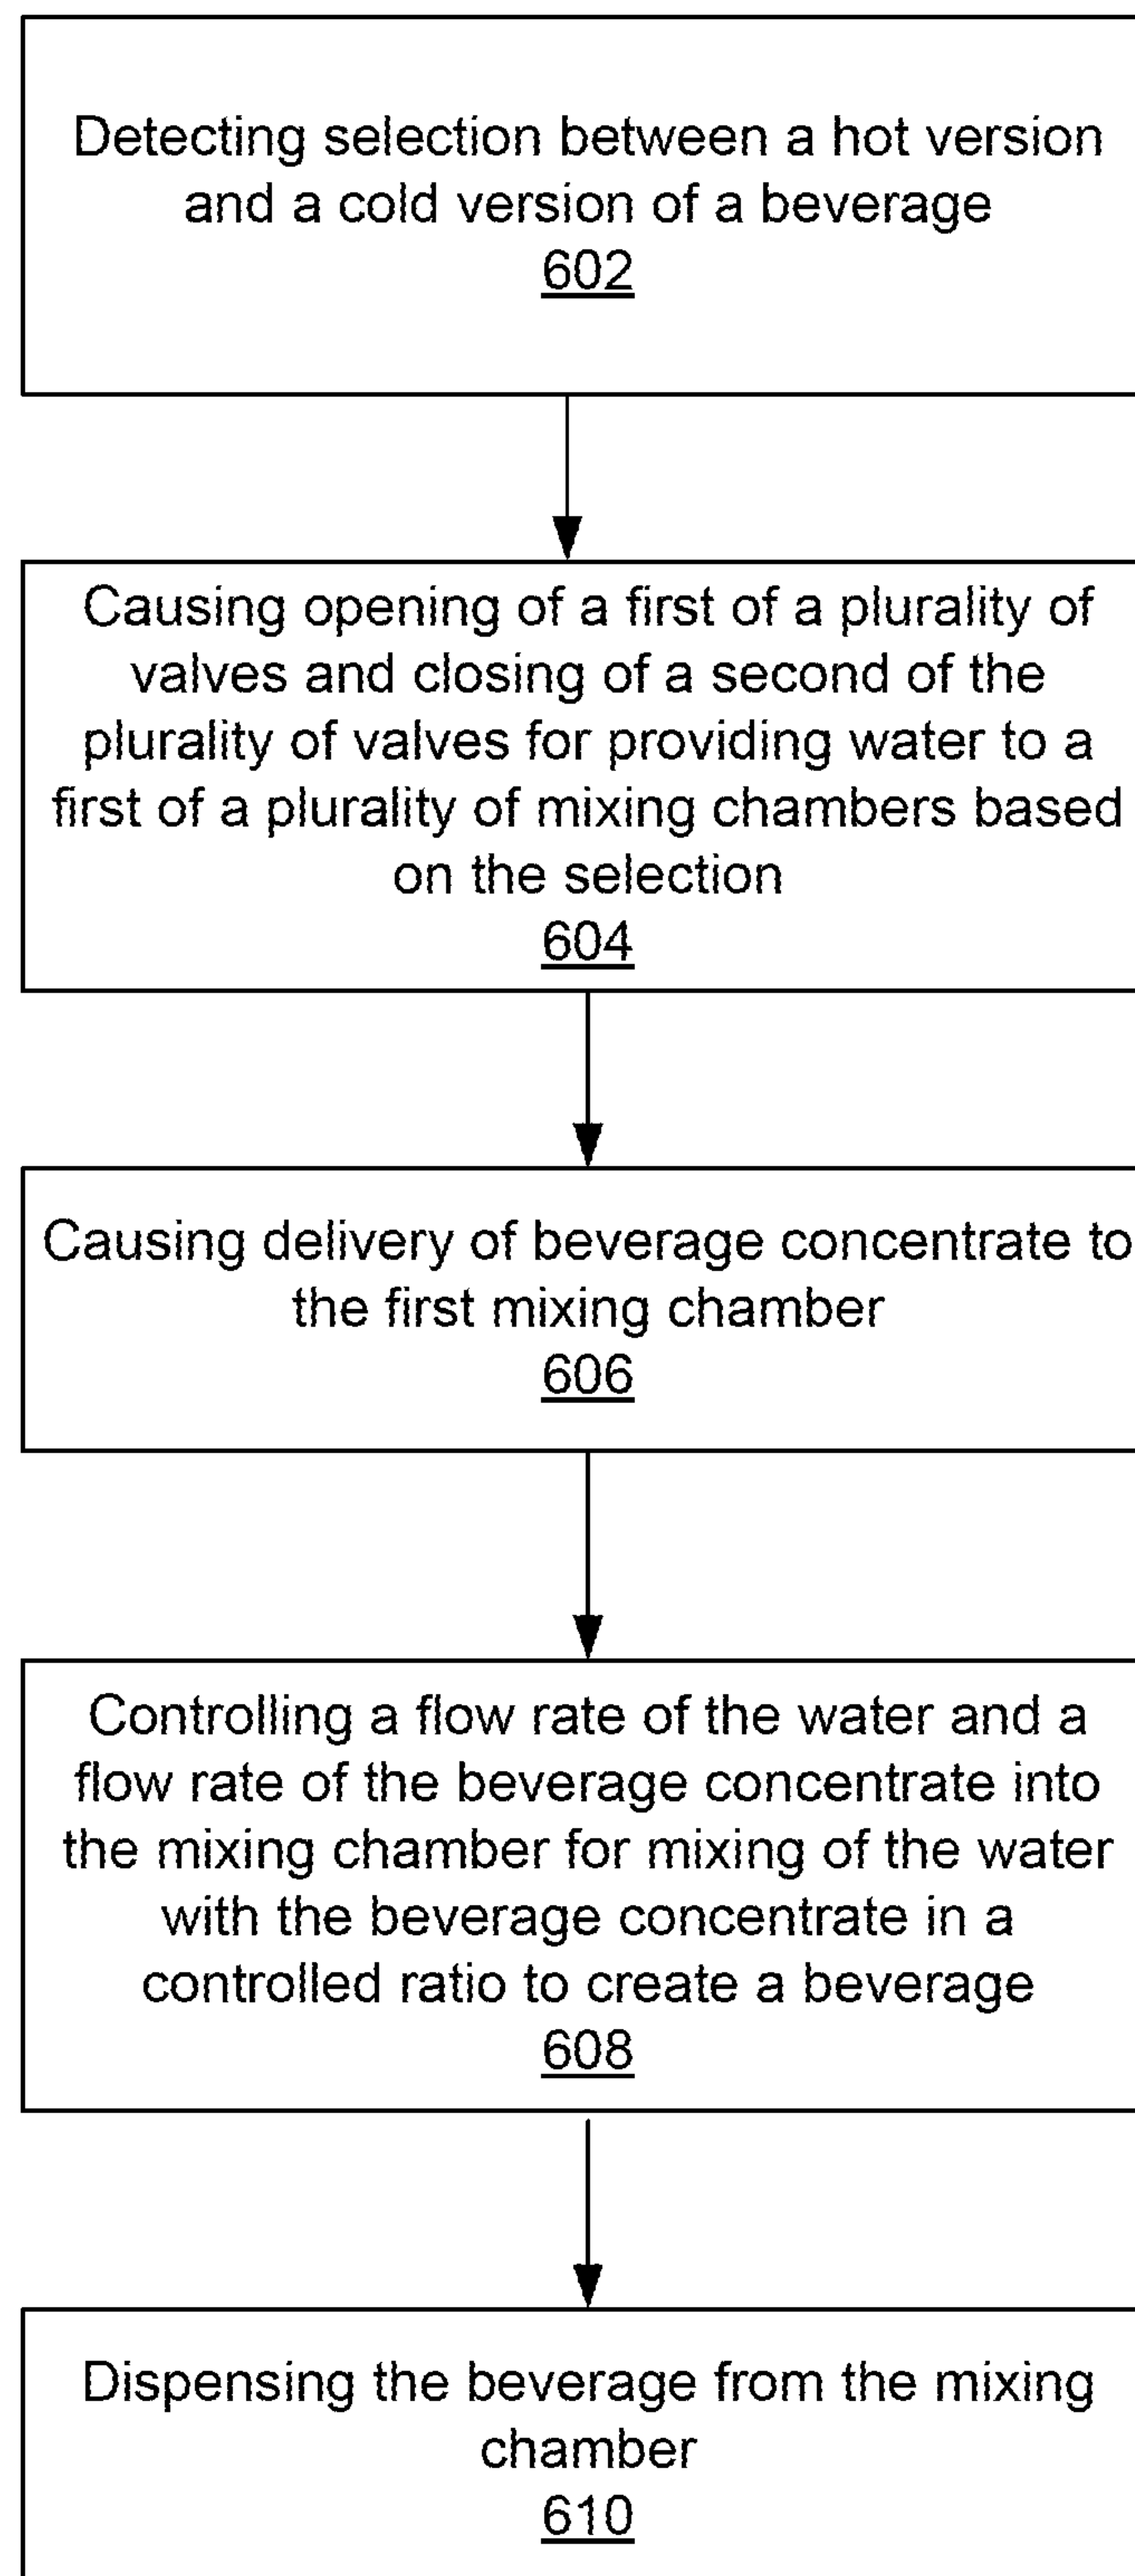 Detecting selection between a hot version
and a cold version of a beverage
602
Causing opening of a first of a plurality of
valves and closing of a second of the
plurality of valves for providing water to a
first of a plurality of mixing chambers based
on the selection
604
Causing delivery of beverage concentrate to
the first mixing chamber
606
Controlling a flow rate of the water and a
flow rate of the beverage concentrate into
the mixing chamber for mixing of the water
with the beverage concentrate in a
controlled ratio to create a beverage
608
Dispensing the beverage from the mixing
chamber
610